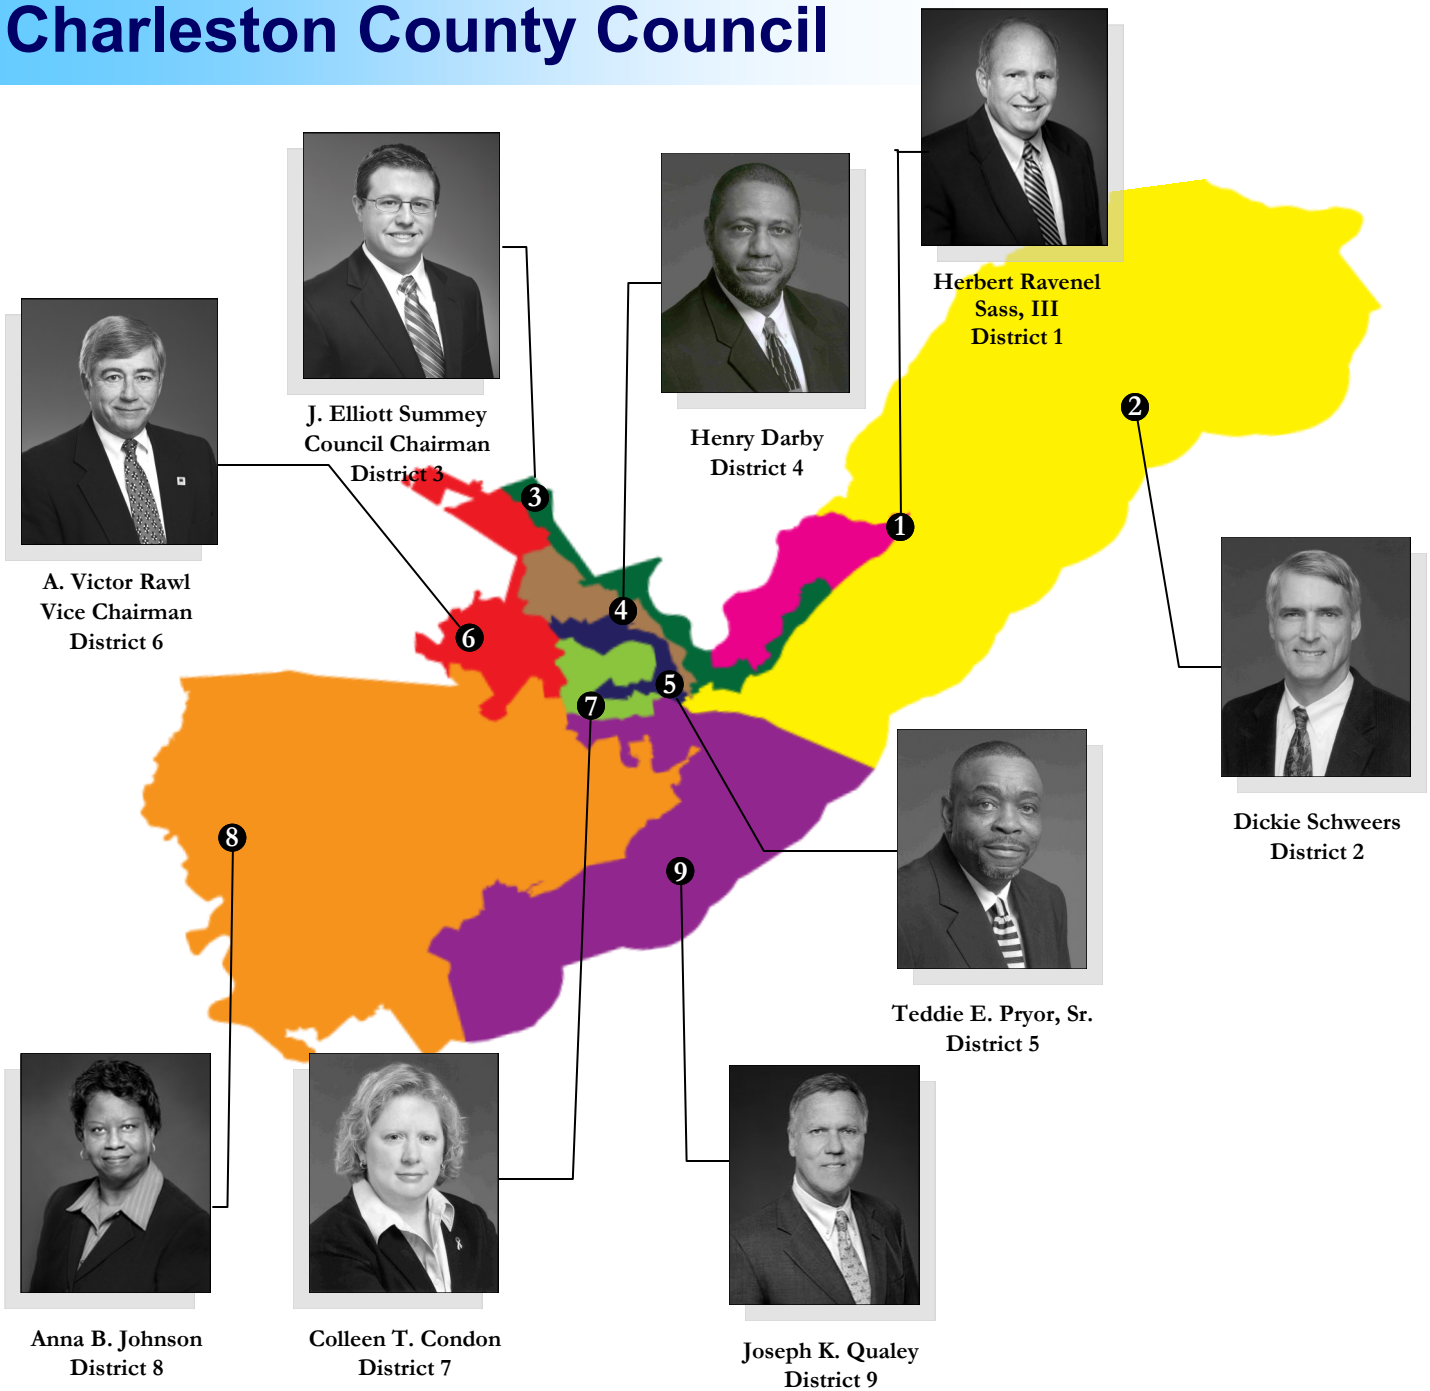 Charleston County Council
Herbert Ravenel
Sass, III
District 1
J. Elliott Summey
Council Chairman
District 3
Henry Darby
District 4
A. Victor Rawl
Vice Chairman
District 6
2
3
1
4
6
5
7
8
9
Dickie Schweers
District 2
Teddie E. Pryor, Sr.
District 5
Anna B. Johnson
District 8
Colleen T. Condon
District 7
Joseph K. Qualey
District 9